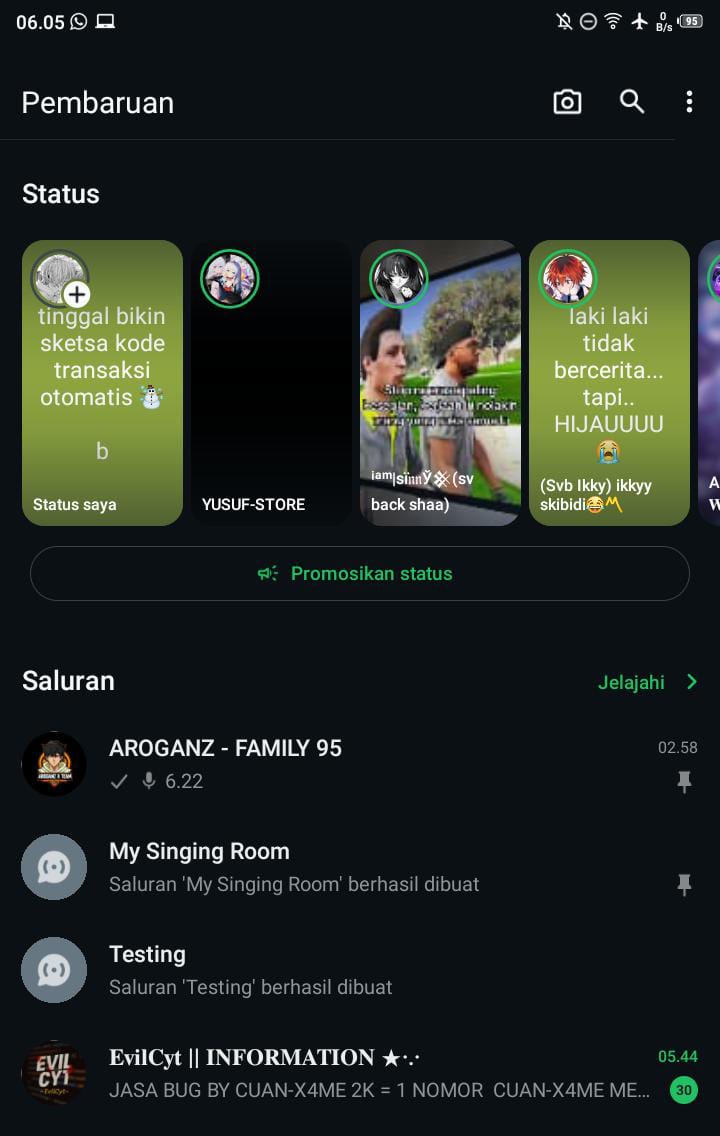 06.05
0
B/s
95
Pembaruan
Status
tinggal bikin
sketsa kode
transaksi
otomatis ⛄
b
Status saya
YUSUF-STORE
(sv
back shaa)
laki laki
tidak
bercerita...
tapi..
HIJAUUUU
😭
(Svb Ikky) ikkyy
skibidi😂〽️
A
W
Promosikan status
Saluran
Jelajahi
AROGANZ - FAMILY 95
02.58
6.22
My Singing Room
Saluran 'My Singing Room' berhasil dibuat
Testing
Saluran 'Testing' berhasil dibuat
EVIL
CYT
𝐄𝐯𝐢𝐥𝐂𝐲𝐭 || 𝐈𝐍𝐅𝐎𝐑𝐌𝐀𝐓𝐈𝐎𝐍 ★·.·
05.44
JASA BUG BY CUAN-X4ME 2K = 1 NOMOR CUAN-X4ME ME...
30